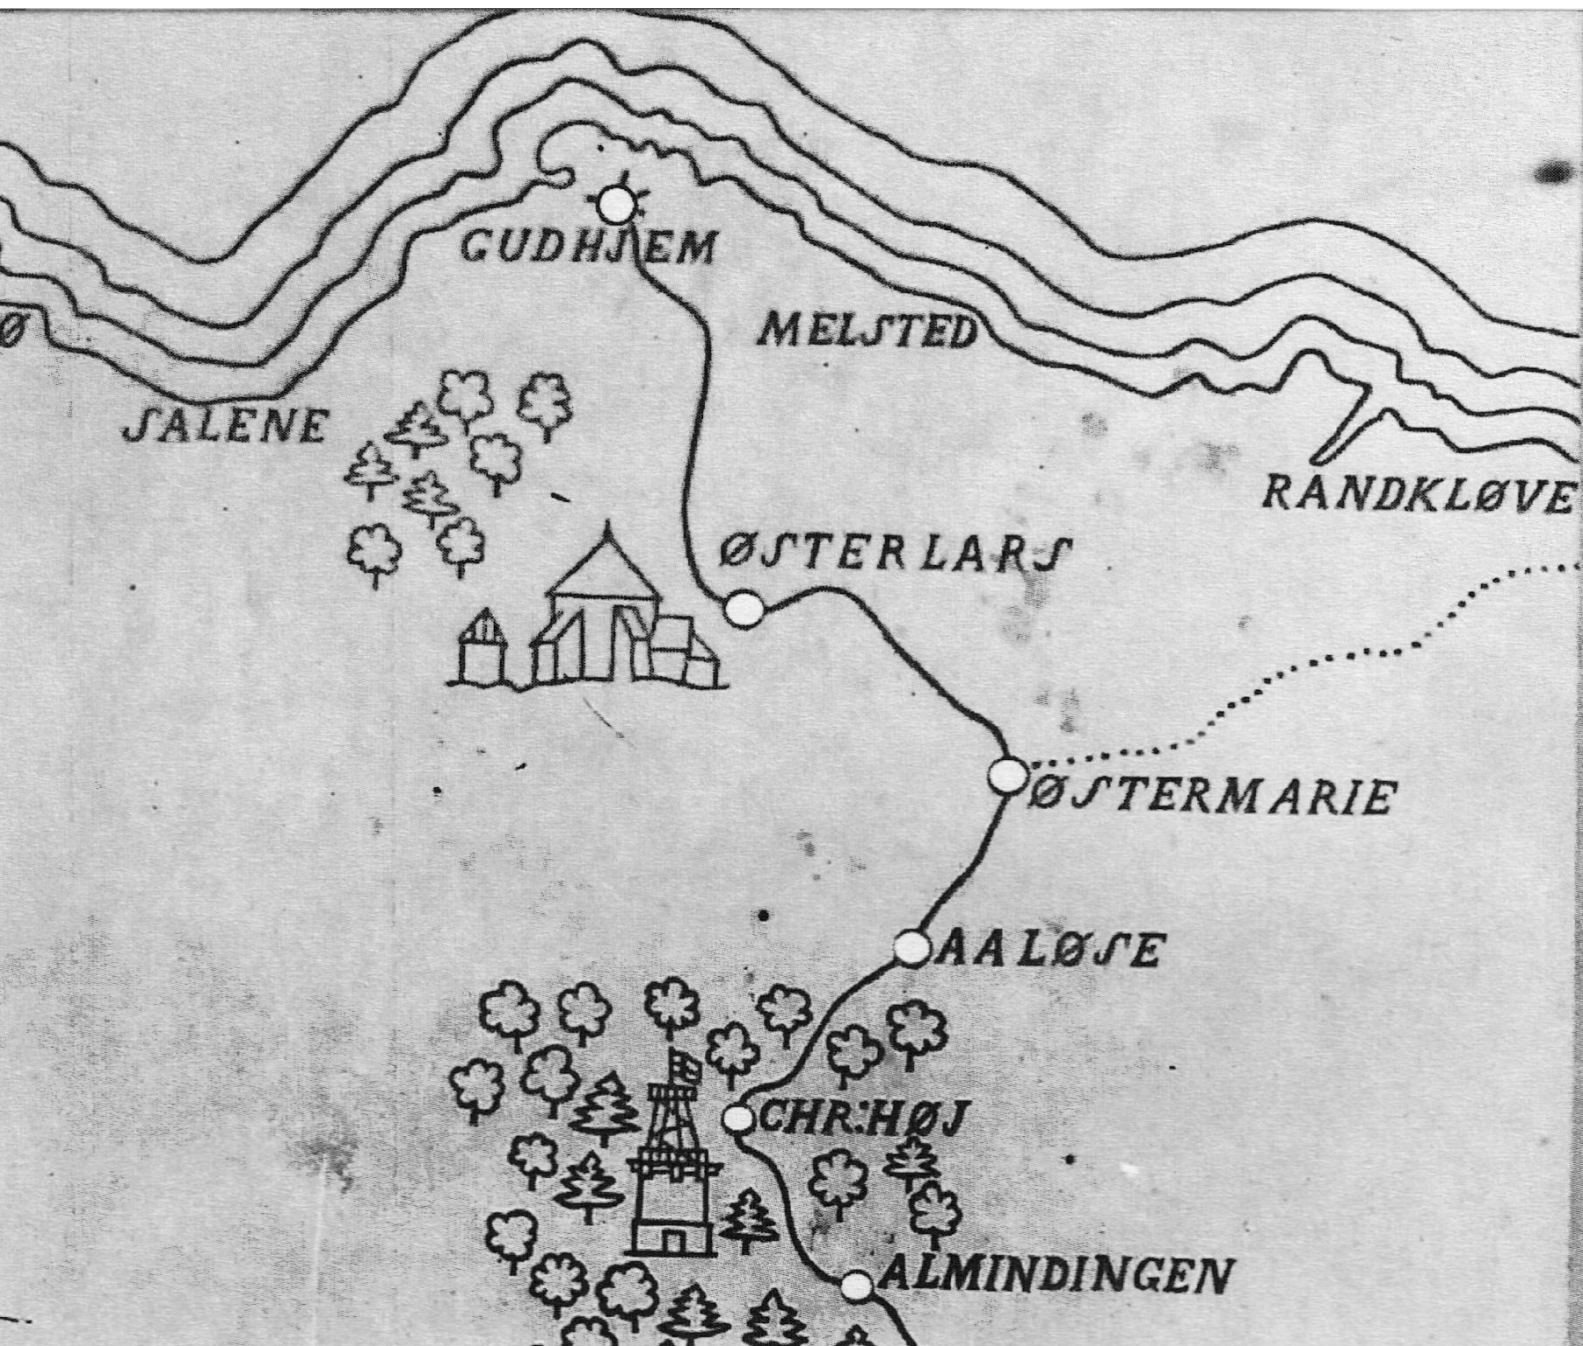 GUDHJEM
MELSTED
Ø
SALENE
RANDKLØVE
ØSTERLARS
ØSTERMARIE
AALØSE
CHR:HØJ
ALMINDINGEN